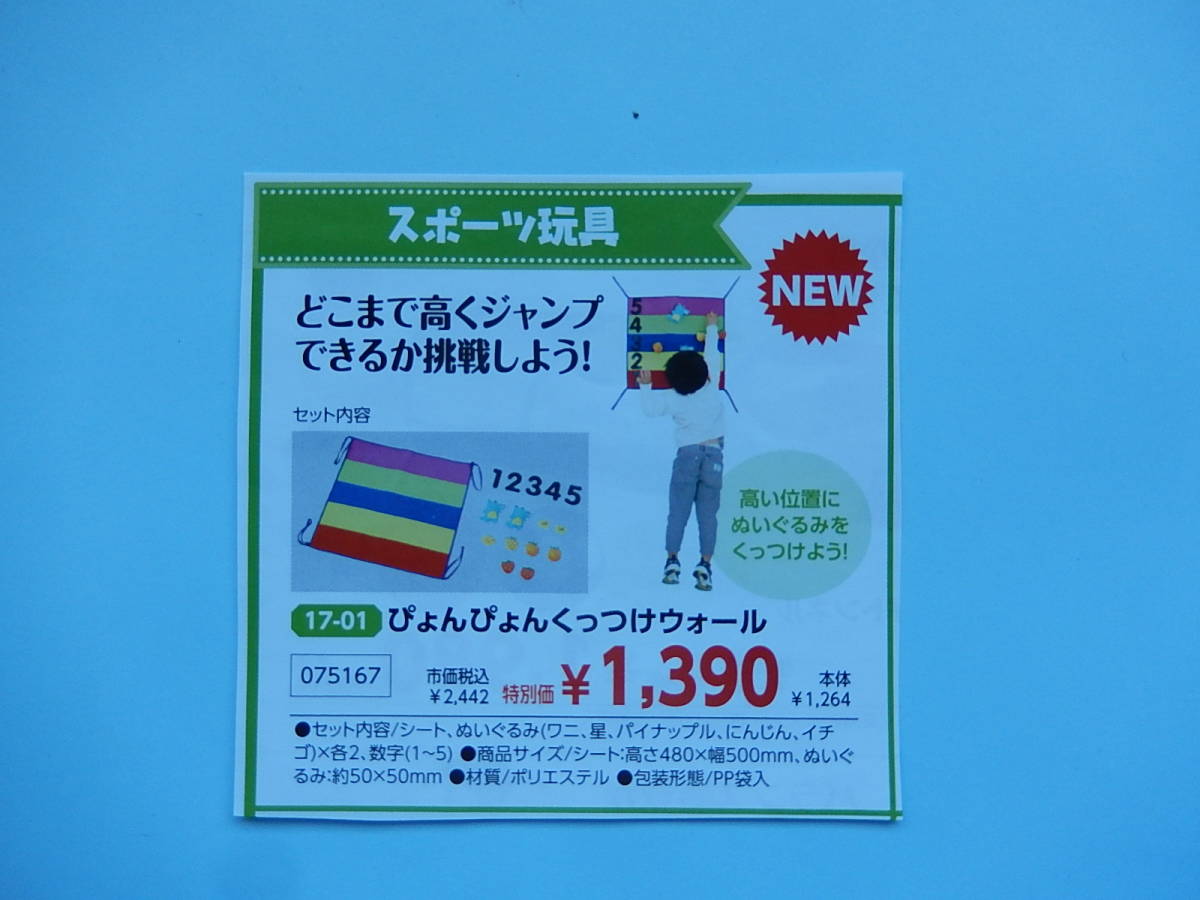 スポーツ玩具
NEW
どこまで高くジャンプ
できるか挑戦しよう!
5
4
3
2
セット内容
12345
高い位置に
ぬいぐるみを
くっつけよう!
17-01 ぴょんぴょんくっつけウォール
075167
市価税込
¥2,442
特別価 ¥1,390
本体
¥1,264
●セット内容/シート、ぬいぐるみ(ワニ、星、パイナップル、にんじん、イチ
ゴ)×各2、数字(1~5) ●商品サイズ/シート:高さ480×幅500mm、ぬいぐ
るみ:約50×50mm ●材質/ポリエステル ●包装形態/PP袋入